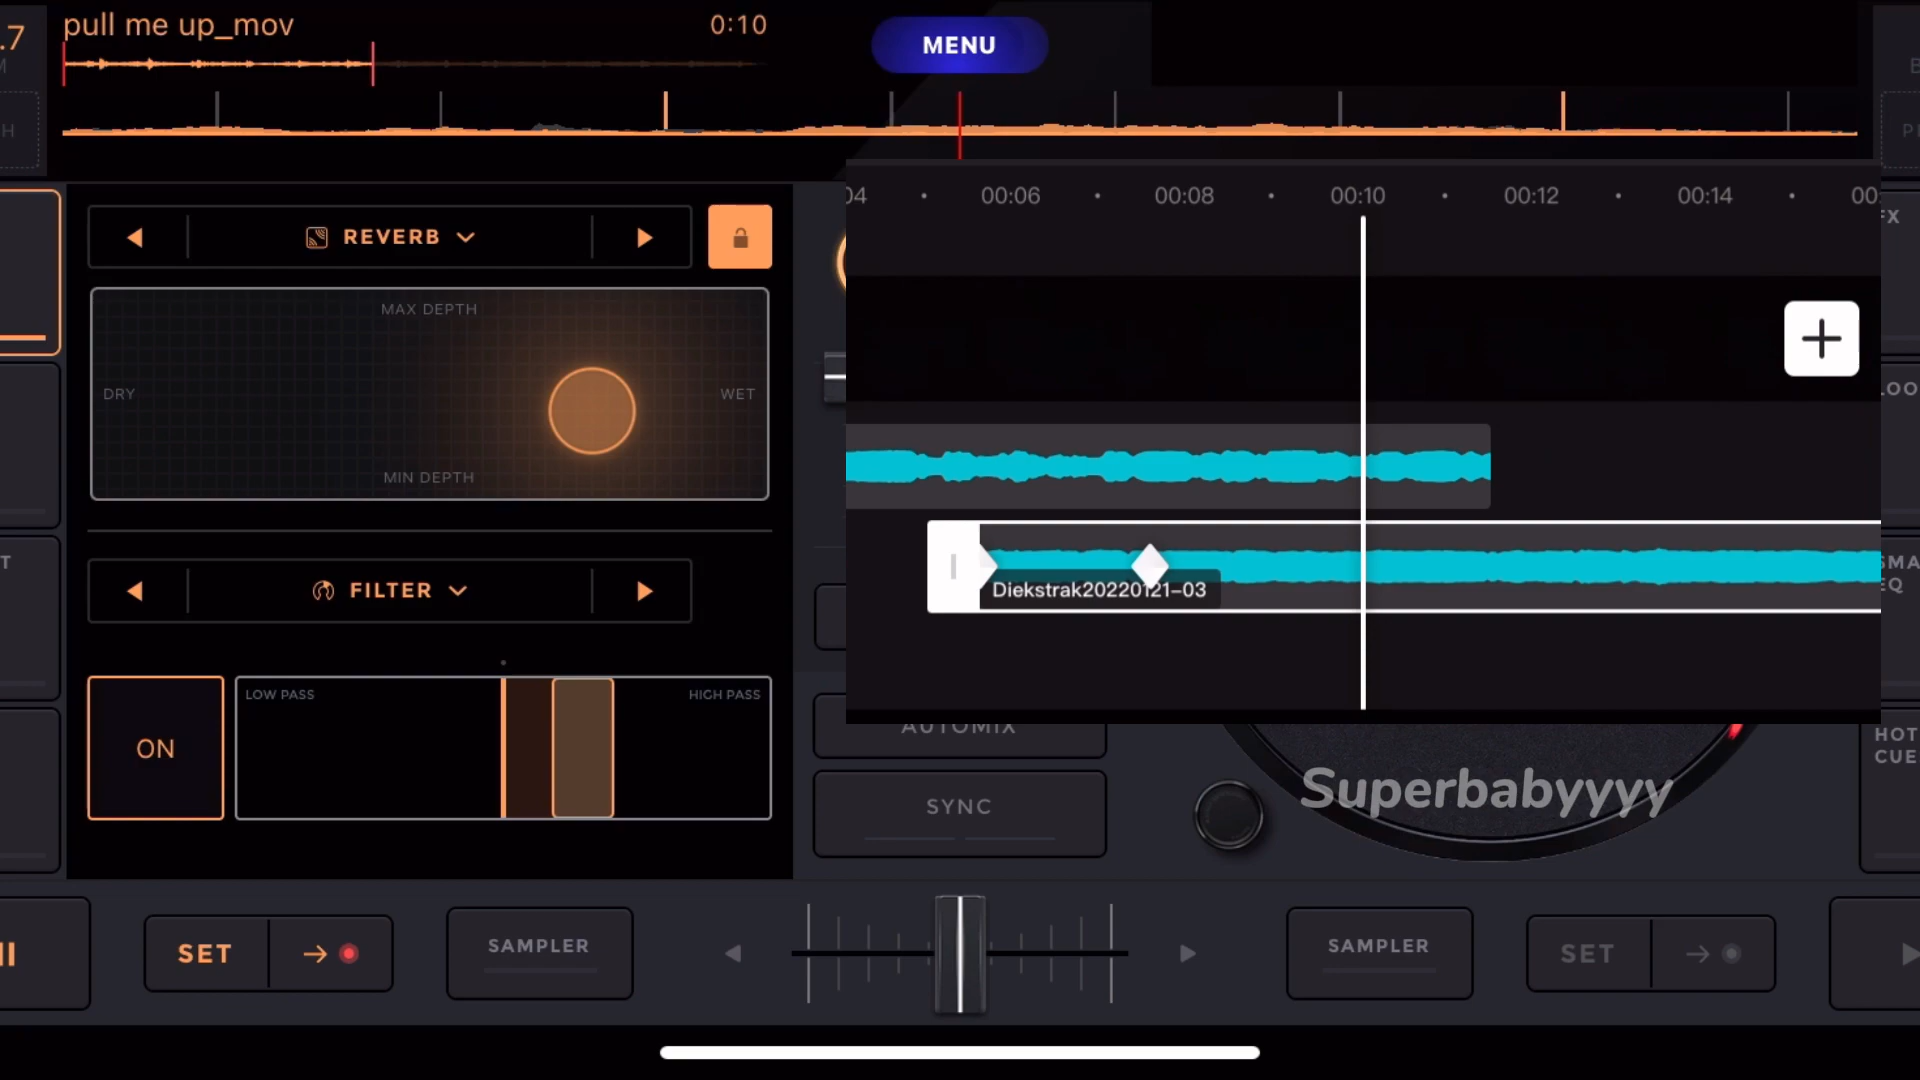 pull me up_mov
0:10
MENU
.7
REVERB
MAX DEPTH
DRY
WET
MIN DEPTH
FILTER
ON
LOW PASS
HIGH PASS
00:06
00:08
00:10
00:12
00:14
Diekstrak20220121-03
FX
HOT
CUE
AUTOMIX
SYNC
Superbabyyyy
SET
SAMPLER
SAMPLER
SET